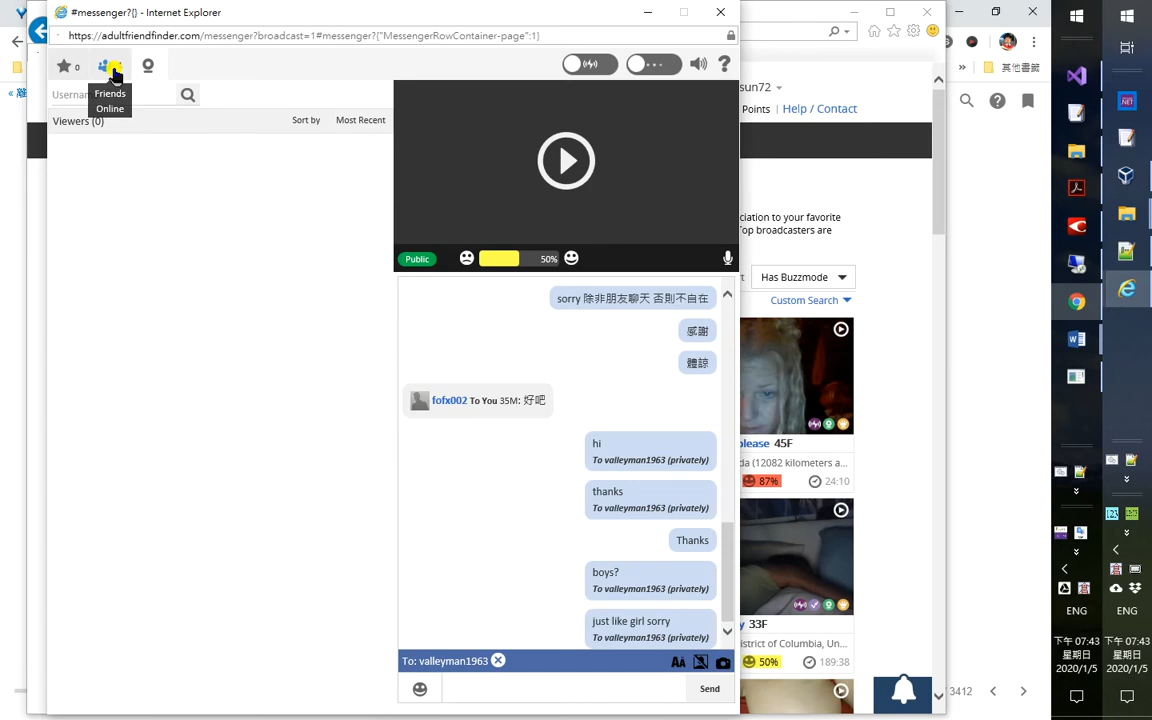 #messenger?{} - Internet Explorer
https://adultfriendfinder.com/messenger?broadcast=1#messenger?{"MessengerRowContainer-page":1}
0
Friends
Online
Viewers (0)
Sort by
Most Recent
Public
50%
sorry 除非朋友聊天 否則不自在
感謝
體諒
fofx002 To You 35M: 好吧
hi
To valleyman1963 (privately)
thanks
To valleyman1963 (privately)
Thanks
boys?
To valleyman1963 (privately)
just like girl sorry
To valleyman1963 (privately)
To: valleyman1963
Send
sun72
Points
Help / Contact
ciation to your favorite
op broadcasters are
Has Buzzmode
Custom Search
45F
da (12082 kilometers a...
87%
24:10
33F
istrict of Columbia, Un...
50%
189:38
其他書籤
3412
ENG
下午 07:43
星期日
2020/1/5
ENG
下午 07:43
星期日
2020/1/5